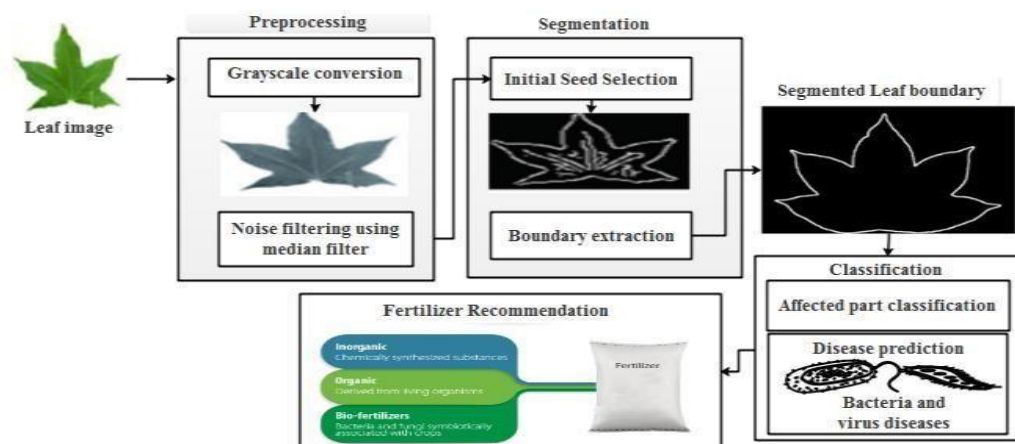 Preprocessing
Segmentation
Leaf image
Grayscale conversion
Noise filtering using
median filter
Initial Seed Selection
Boundary extraction
Segmented Leaf boundary
Classification
Affected part classification
Disease prediction
Bacteria and
virus diseases
Fertilizer Recommendation
Inorganic
Chemically synthesized substances
Organic
Derived from living organisms
Bio-fertilizers
Bacteria and fungi symbiotically
associated with crops
Fertilizer